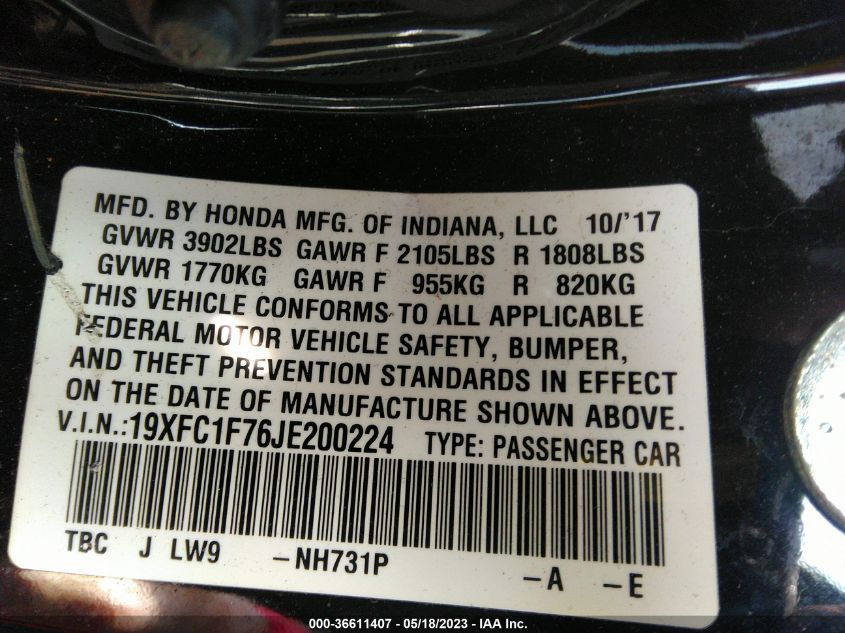 MFD. BY HONDA MFG. OF INDIANA, LLC 10/'17
GVWR 3902LBS GAWR F 2105LBS R 1808LBS
GVWR 1770KG GAWR F 955KG R 820KG
THIS VEHICLE CONFORMS TO ALL APPLICABLE
FEDERAL MOTOR VEHICLE SAFETY, BUMPER,
AND THEFT PREVENTION STANDARDS IN EFFECT
ON THE DATE OF MANUFACTURE SHOWN ABOVE.
V.I.N.:19XFC1F76JE200224 TYPE: PASSENGER CAR
TBC J LW9 -NH731P -A -E
000-36611407 - 05/18/2023 - IAA Inc.